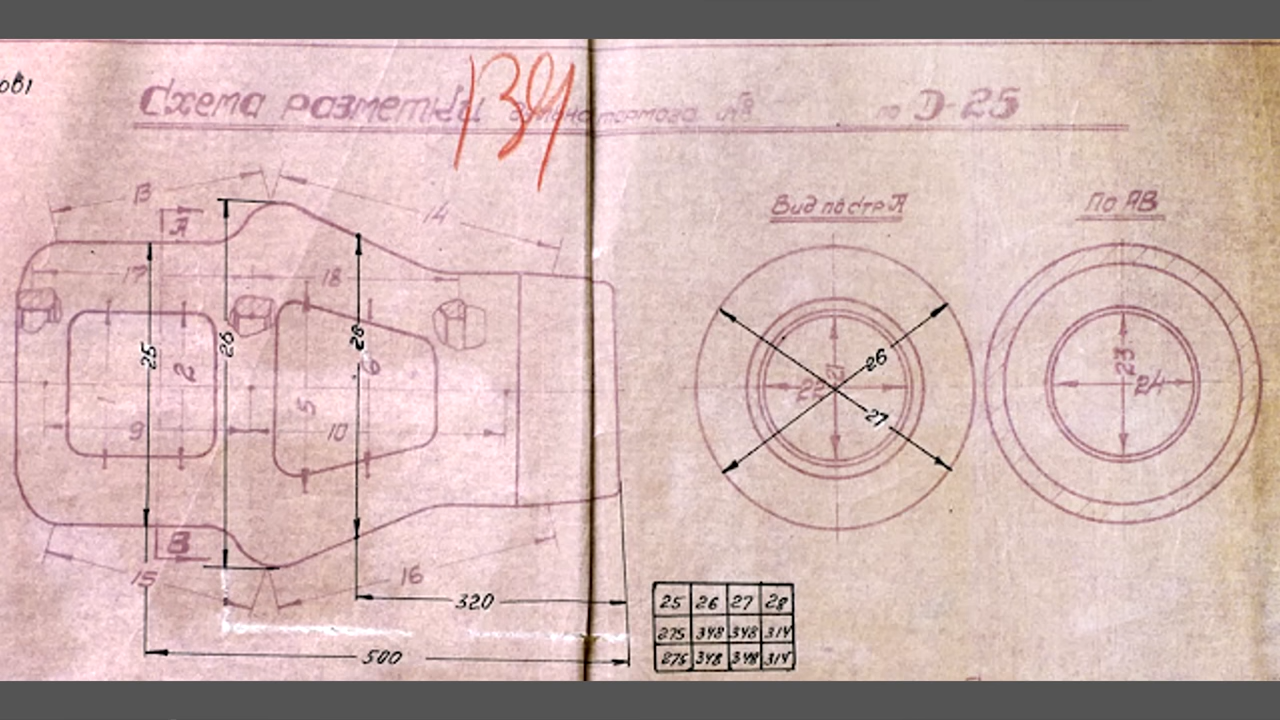 Схема разметки дульного тормоза по Д-25
13
14
А
17
18
25
2
26
28
6
5
9
10
В
15
16
320
500
Вид по стр А
22
26
27
По АВ
23
24
25 26 27 28
275 348 348 314
275 348 348 314